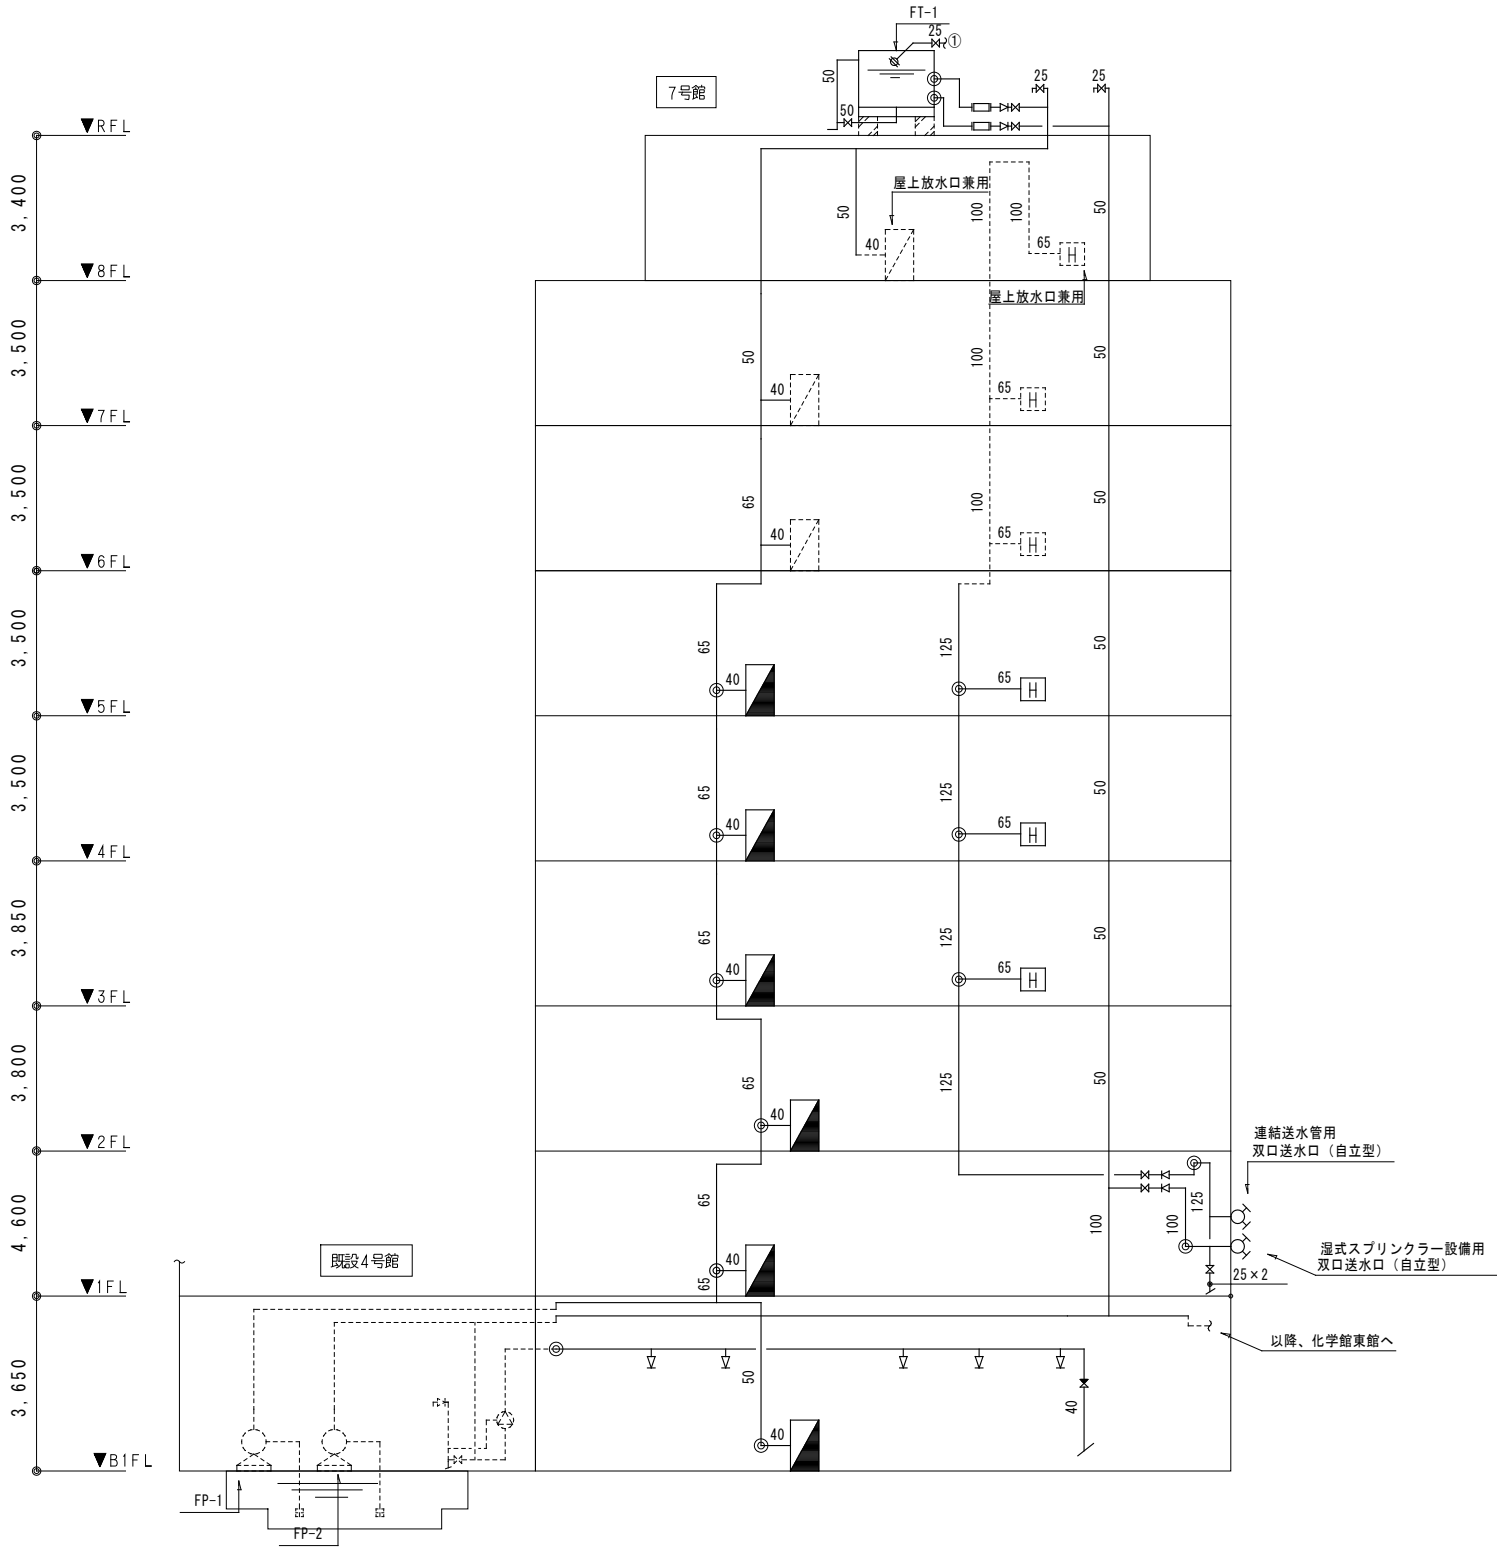 FT-1
25
①
50
7号館
25
25
50
▼RFL
3,400
屋上放水口兼用
50
100
100
50
40
65
H
▼8FL
屋上放水口兼用
3,500
50
100
50
40
65
H
▼7FL
3,500
65
100
50
40
65
H
▼6FL
3,500
65
125
50
40
65
H
▼5FL
3,500
65
125
50
40
65
H
▼4FL
3,850
65
125
50
40
65
H
▼3FL
3,800
65
125
50
40
連結送水管用
双口送水口（自立型）
▼2FL
4,600
65
125
100
100
既設4号館
40
湿式スプリンクラー設備用
双口送水口（自立型）
65
25×2
▼1FL
以降、化学館東館へ
3,650
50
40
40
▼B1FL
FP-1
FP-2